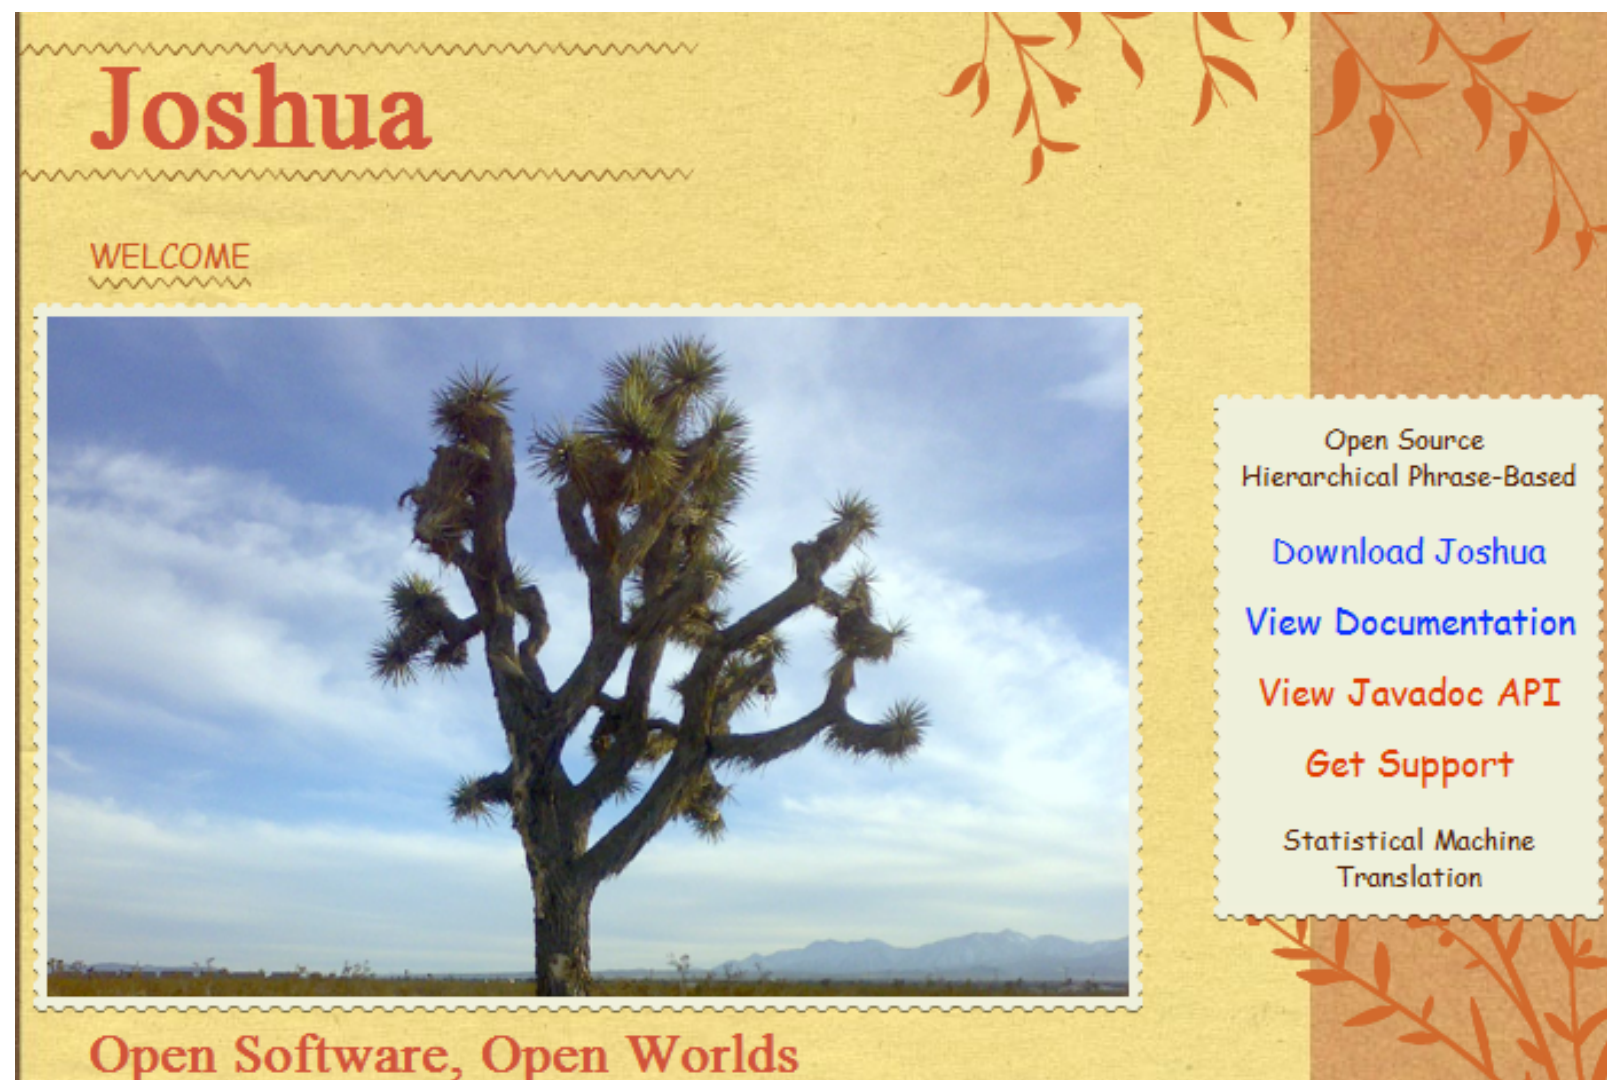 Joshua
WELCOME
Open Source
Hierarchical Phrase-Based
Download Joshua
View Documentation
View Javadoc API
Get Support
Statistical Machine
Translation
Open Software, Open Worlds